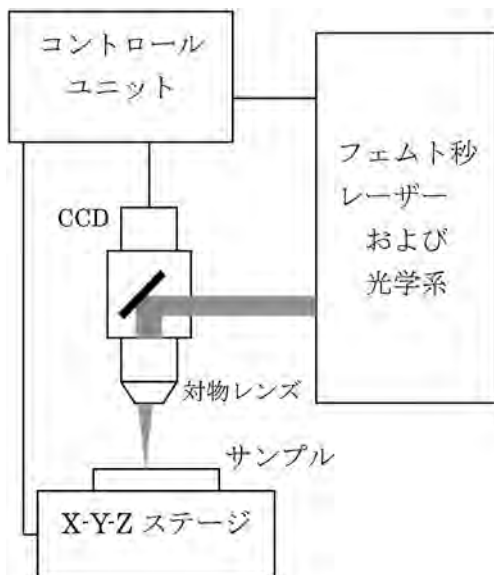 コントロール
ユニット
フェムト秒
レーザー
および
光学系
CCD
対物レンズ
サンプル
X-Y-Z ステージ